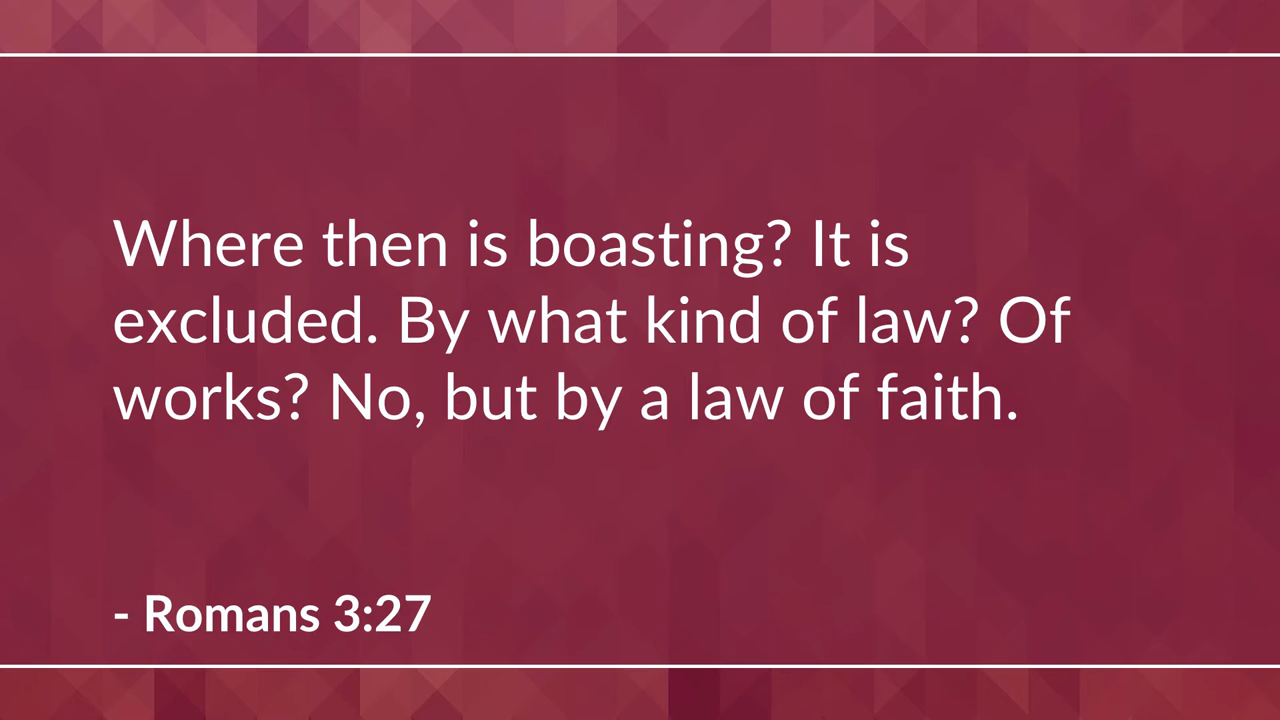 Where then is boasting? It is
excluded. By what kind of law? Of
works? No, but by a law of faith.
- Romans 3:27